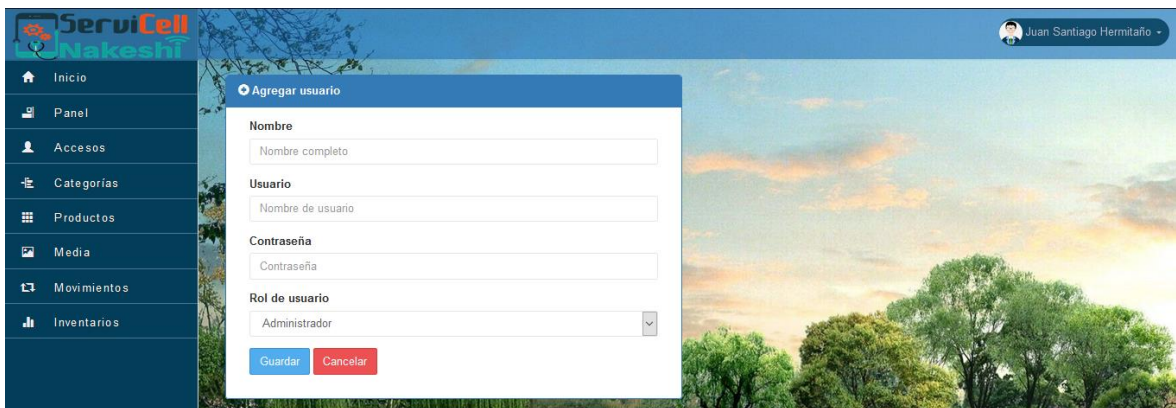 ServiCell
Nakeshi
Juan Santiago Hermitaño
Inicio
Panel
Accesos
Categorías
Productos
Media
Movimientos
Inventarios
Agregar usuario
Nombre
Nombre completo
Usuario
Nombre de usuario
Contraseña
Contraseña
Rol de usuario
Administrador
Guardar
Cancelar